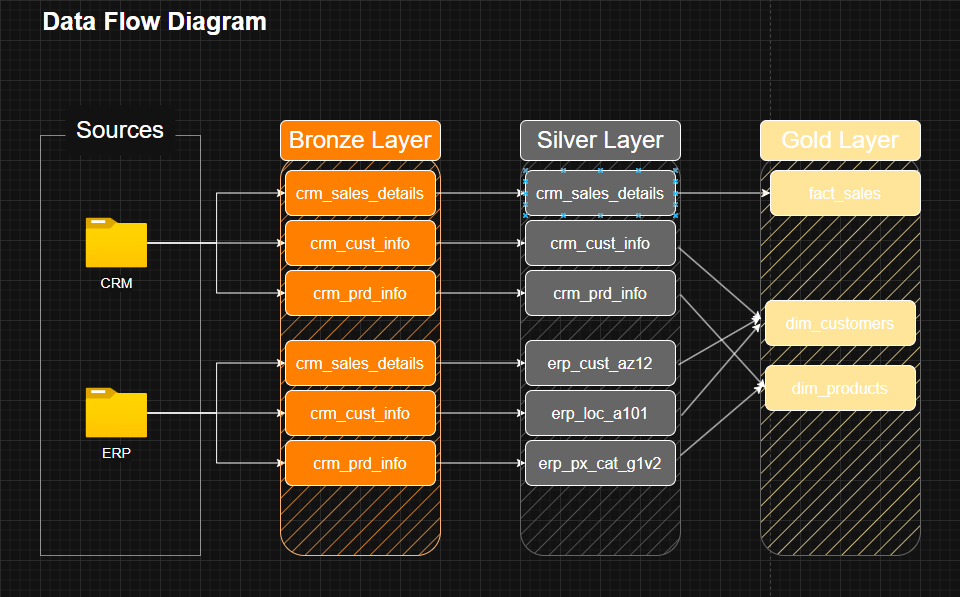 Data Flow Diagram
Sources
CRM
ERP
Bronze Layer
crm_sales_details
crm_cust_info
crm_prd_info
crm_sales_details
crm_cust_info
crm_prd_info
Silver Layer
crm_sales_details
crm_cust_info
crm_prd_info
erp_cust_az12
erp_loc_a101
erp_px_cat_g1v2
Gold Layer
fact_sales
dim_customers
dim_products